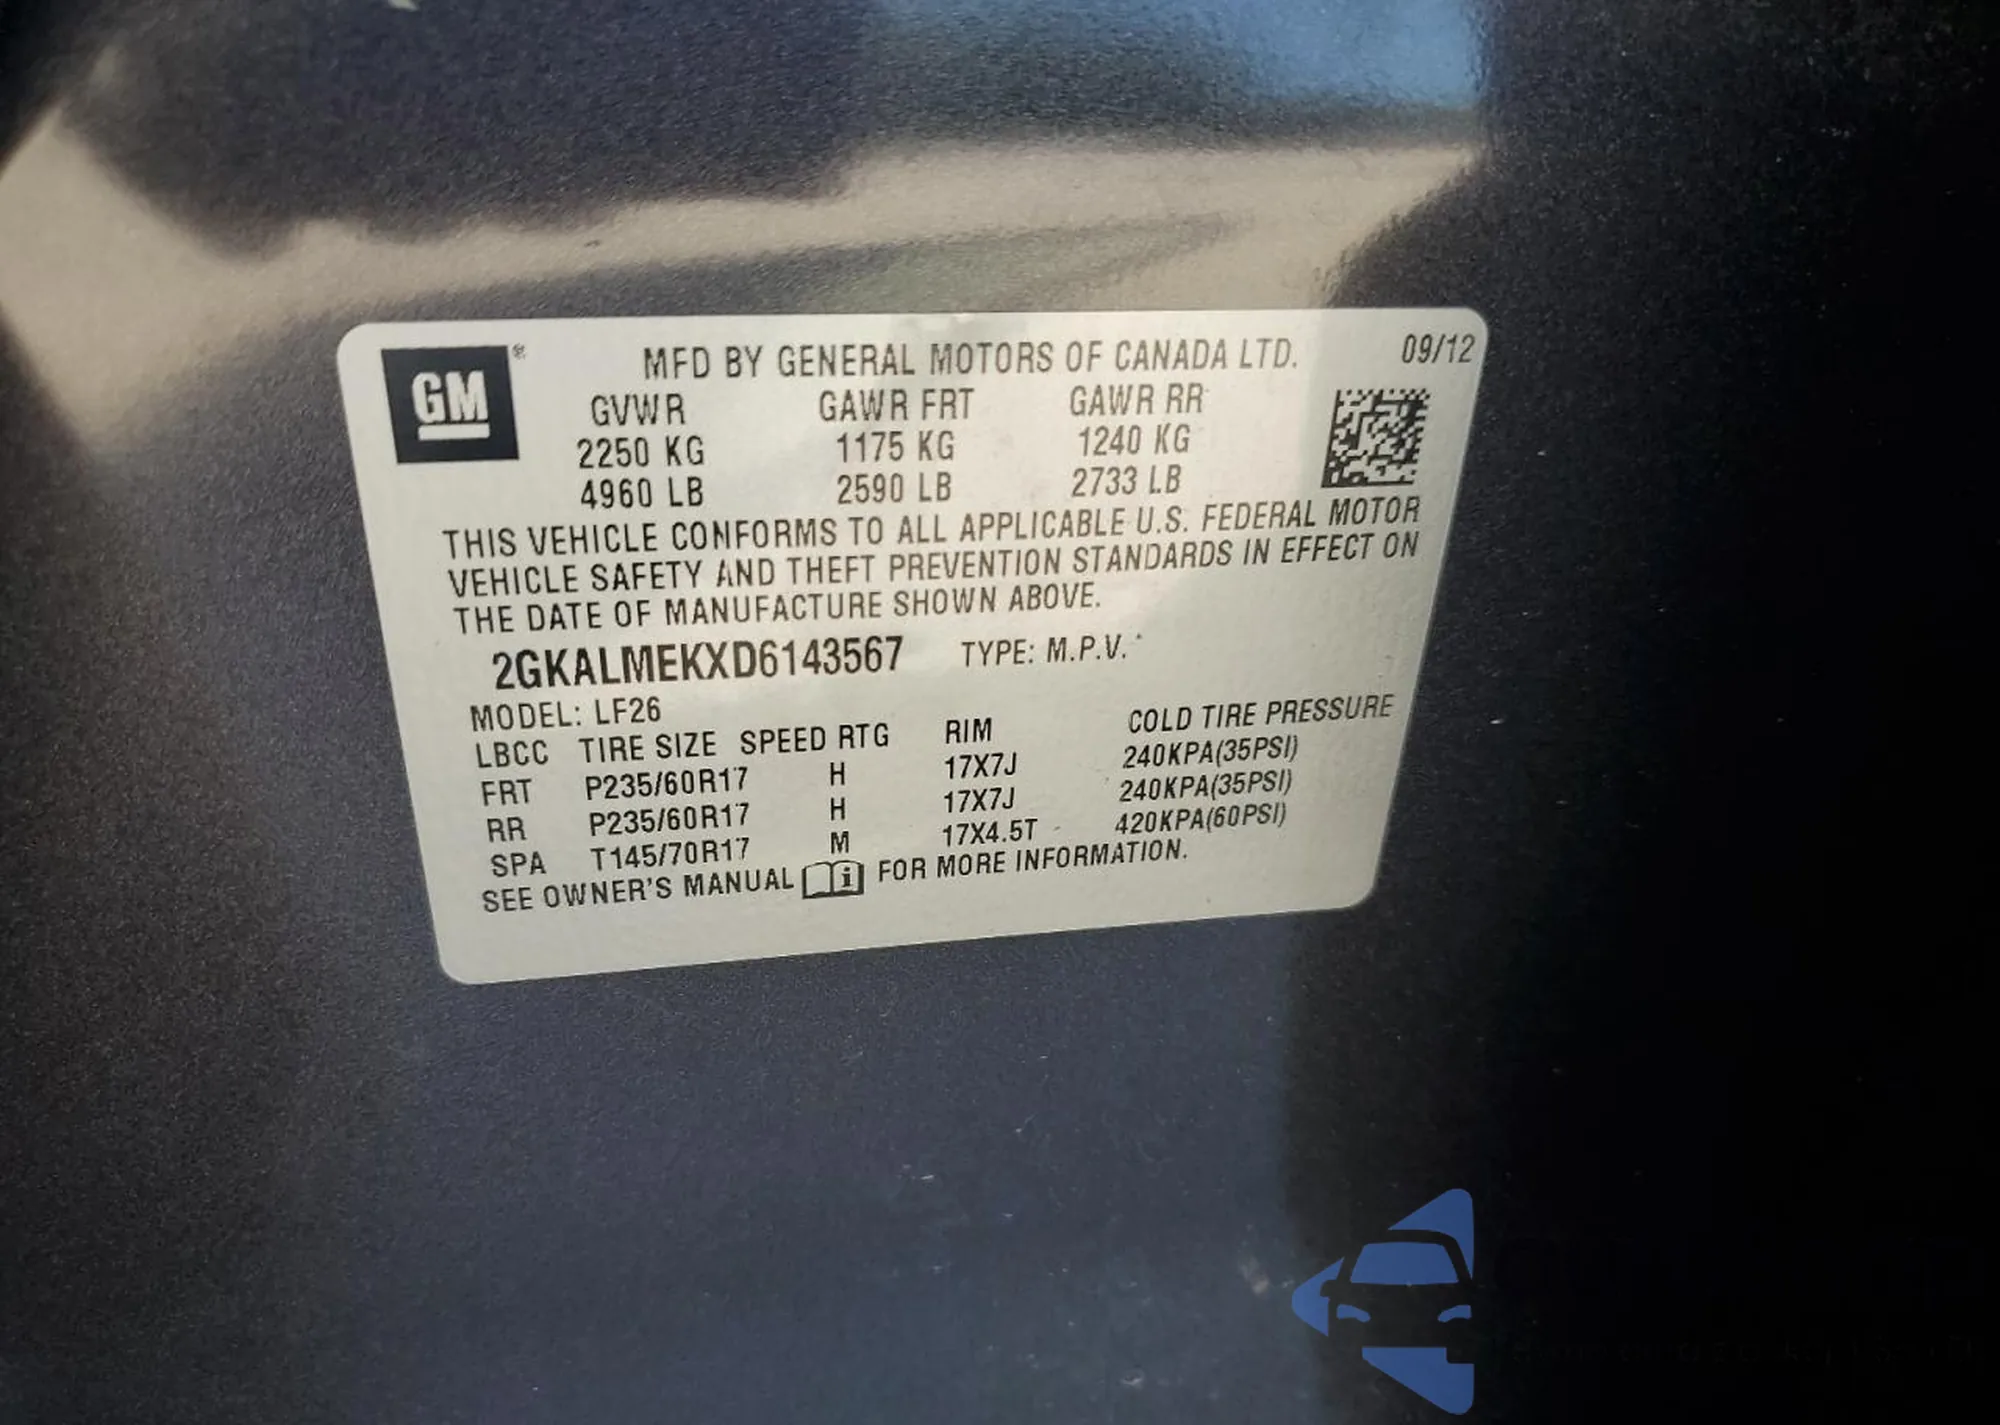 GM®
MFD BY GENERAL MOTORS OF CANADA LTD. 09/12
GVWR GAWR FRT GAWR RR
2250 KG 1175 KG 1240 KG
4960 LB 2590 LB 2733 LB
THIS VEHICLE CONFORMS TO ALL APPLICABLE U.S. FEDERAL MOTOR
VEHICLE SAFETY AND THEFT PREVENTION STANDARDS IN EFFECT ON
THE DATE OF MANUFACTURE SHOWN ABOVE.
2GKALMEKXD6143567 TYPE: M.P.V.
MODEL: LF26
LBCC TIRE SIZE SPEED RTG RIM COLD TIRE PRESSURE
FRT P235/60R17 H 17X7J 240KPA(35PSI)
RR P235/60R17 H 17X7J 240KPA(35PSI)
SPA T145/70R17 M 17X4.5T 420KPA(60PSI)
SEE OWNER'S MANUAL FOR MORE INFORMATION.